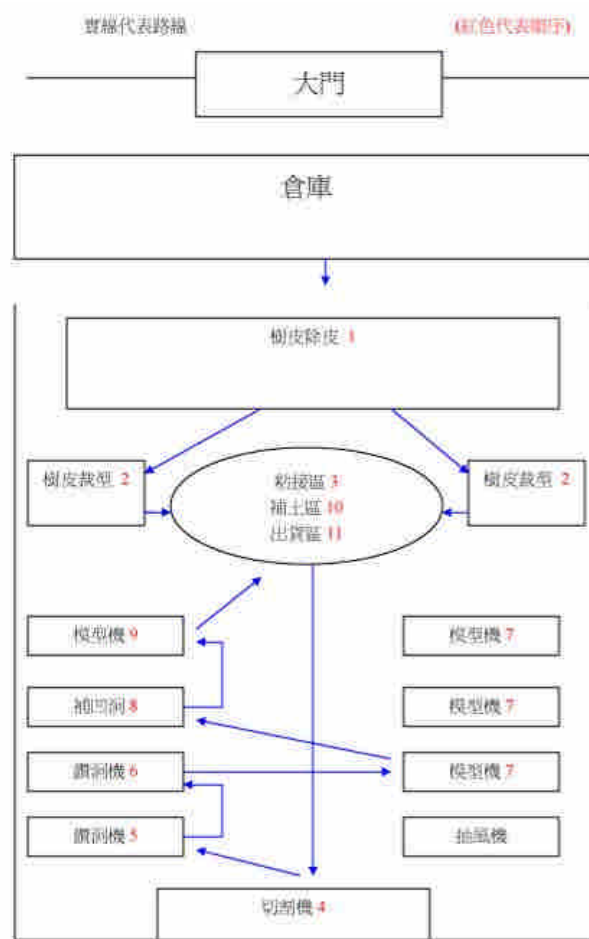 實線代表路線
(紅色代表順序)
大門
倉庫
樹皮除皮 1
樹皮裁型 2
粘接區 3
樹皮裁型 2
補土區 10
出貨區 11
模型機 9
模型機 7
補凹洞 8
模型機 7
鑽洞機 6
模型機 7
鑽洞機 5
抽風機
切割機 4